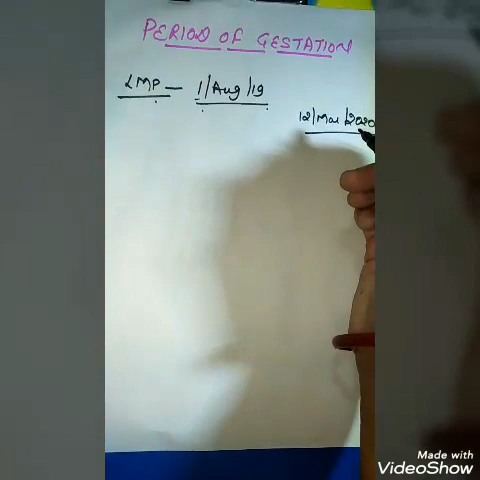 PERIOD OF GESTATION
LMP — 1/Aug/19
12/Mar/2020
Made with
VideoShow